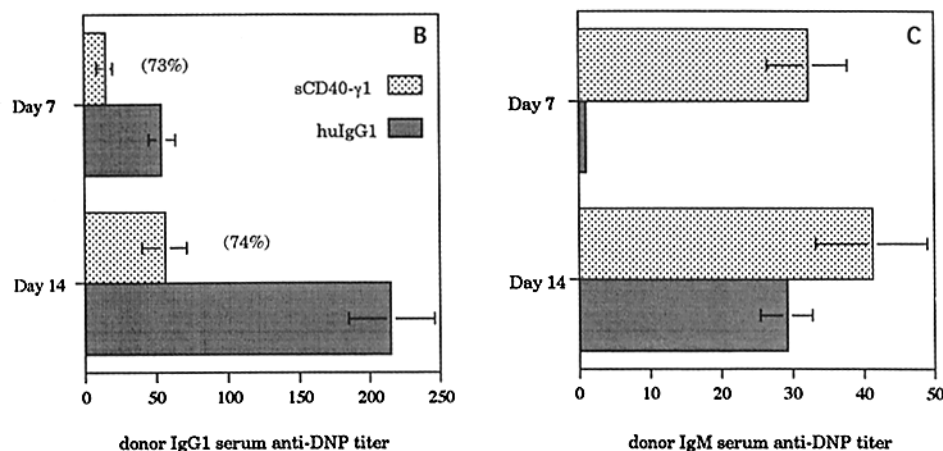 B
(73%)
Day 7
sCD40-γ1
huIgG1
(74%)
Day 14
0 50 100 150 200 250
donor IgG1 serum anti-DNP titer
C
Day 7
Day 14
0 10 20 30 40 50
donor IgM serum anti-DNP titer